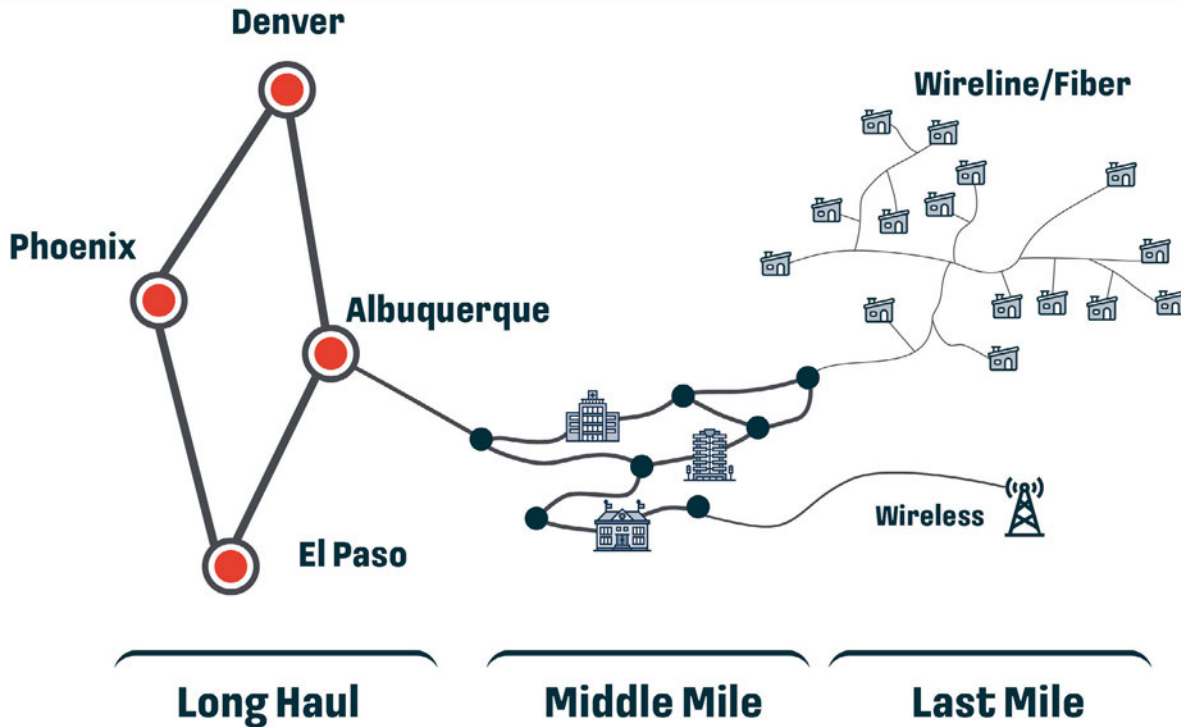 Denver
Wireline/Fiber
Phoenix
Albuquerque
Wireless
El Paso
Long Haul
Middle Mile
Last Mile